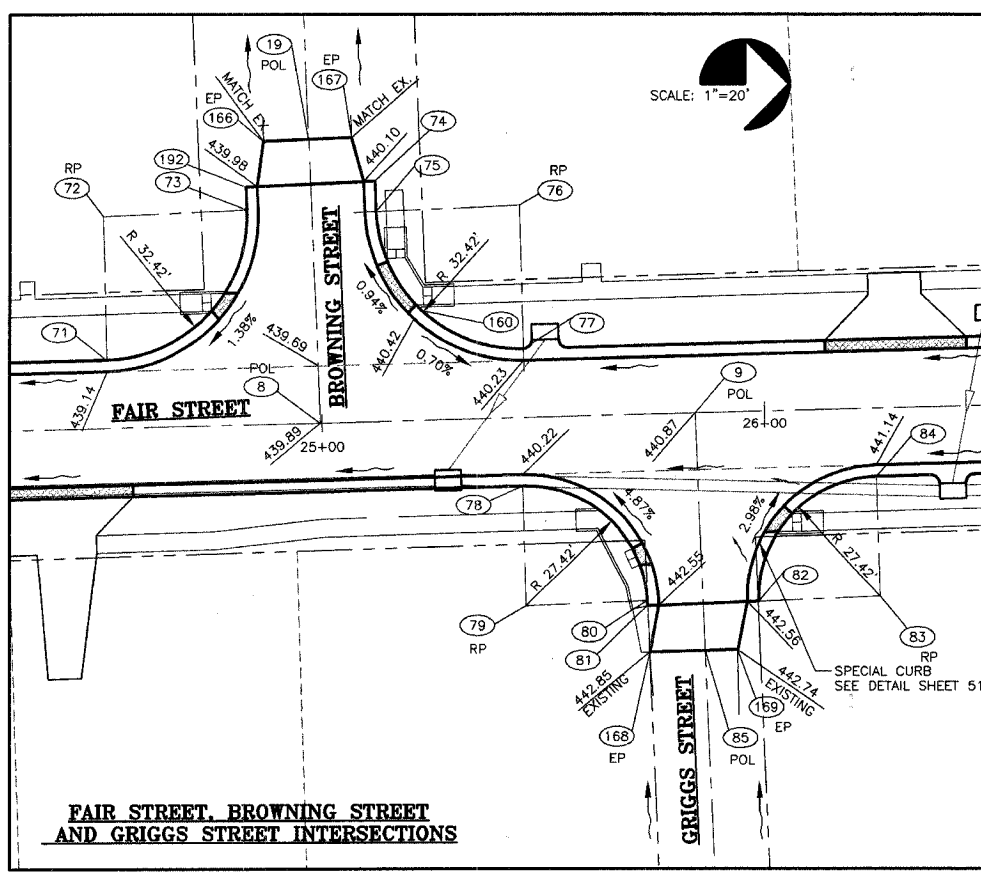 19
POL
EP
167
MATCH EX.
EP
166
MATCH EX.
SCALE: 1"=20'
439.98
440.10
74
192
73
75
RP
72
RP
76
R 32.42'
BROWNING STREET
R 32.42'
0.94%
1.38%
160
77
71
439.69
440.42
0.70%
POL
8
440.23
9
POL
439.14
FAIR STREET
439.89
25+00
440.22
440.87
26+00
441.14
84
78
4.87%
2.98%
R 27.42'
R 27.42'
442.55
82
79
RP
80
81
442.56
83
RP
SPECIAL CURB
SEE DETAIL SHEET 51
442.85
EXISTING
442.74
EXISTING
168
EP
GRIGGS STREET
85
POL
169
EP
FAIR STREET, BROWNING STREET
AND GRIGGS STREET INTERSECTIONS